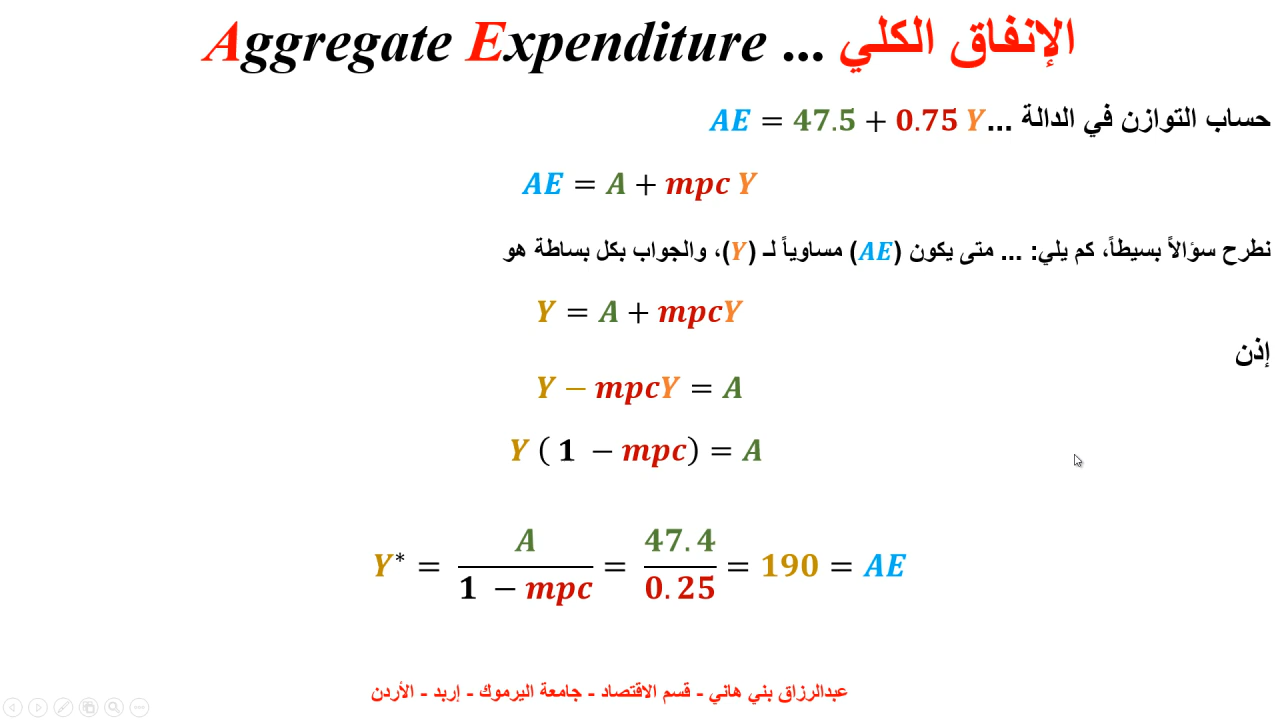 الإنفاق الكلي ... Aggregate Expenditure
حساب التوازن في الدالة ... AE = 47.5 + 0.75 Y
AE = A + mpc Y
نطرح سؤالاً بسيطاً، كم يلي: ... متى يكون (AE) مساوياً لـ (Y)، والجواب بكل بساطة هو
Y = A + mpcY
إذن
Y − mpcY = A
Y ( 1 − mpc) = A
Y* = A / 1 − mpc = 47.4 / 0.25 = 190 = AE
عبدالرزاق بني هاني - قسم الاقتصاد - جامعة اليرموك - إربد - الأردن